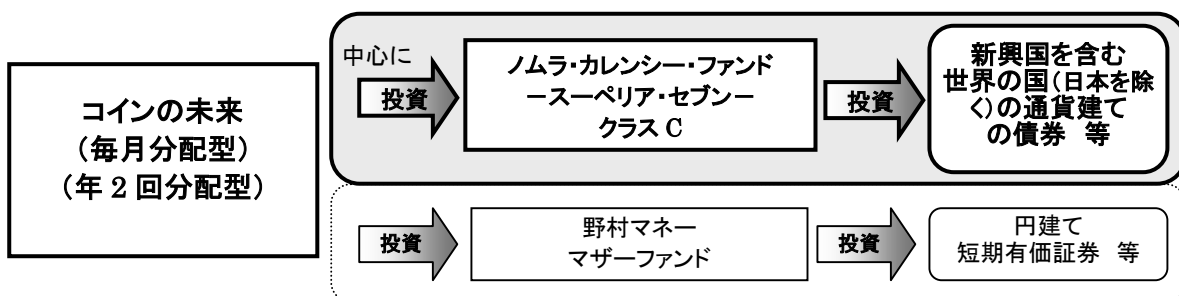 コインの未来
（毎月分配型）
（年 2 回分配型）
中心に
投資
ノムラ・カレンシー・ファンド
－スーペリア・セブン－
クラス C
投資
新興国を含む
世界の国（日本を除
く）の通貨建て
の債券 等
投資
野村マネー
マザーファンド
投資
円建て
短期有価証券 等